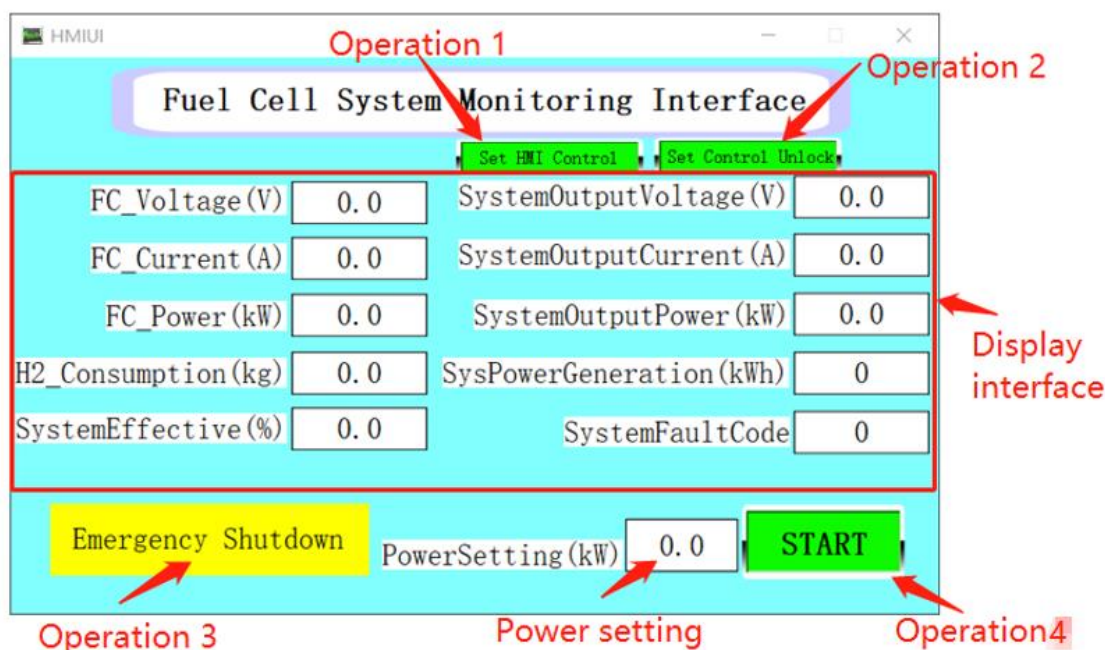 HMIUI
Operation 1
Operation 2
Fuel Cell System Monitoring Interface
Set HMI Control
Set Control Unlock
FC_Voltage(V) 0.0 SystemOutputVoltage(V) 0.0
FC_Current(A) 0.0 SystemOutputCurrent(A) 0.0
FC_Power(kW) 0.0 SystemOutputPower(kW) 0.0
Display
interface
H2_Consumption(kg) 0.0 SysPowerGeneration(kWh) 0
SystemEffective(%) 0.0 SystemFaultCode 0
Emergency Shutdown
PowerSetting(kW) 0.0 START
Operation 3
Power setting
Operation4